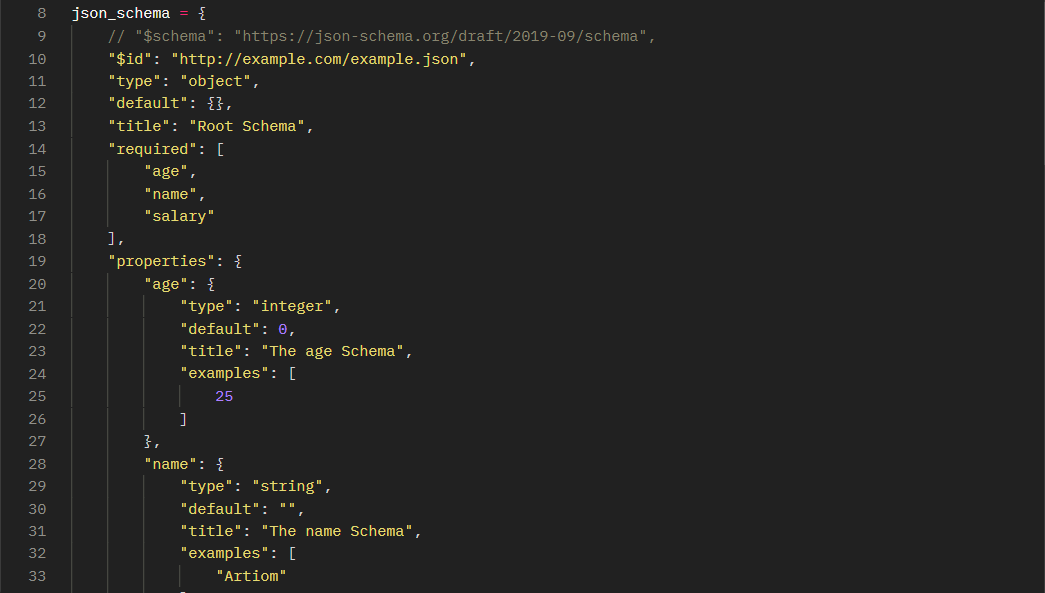 8 json_schema = {
9 // "$schema": "https://json-schema.org/draft/2019-09/schema",
10 "$id": "http://example.com/example.json",
11 "type": "object",
12 "default": {},
13 "title": "Root Schema",
14 "required": [
15 "age",
16 "name",
17 "salary"
18 ],
19 "properties": {
20 "age": {
21 "type": "integer",
22 "default": 0,
23 "title": "The age Schema",
24 "examples": [
25 25
26 ]
27 },
28 "name": {
29 "type": "string",
30 "default": "",
31 "title": "The name Schema",
32 "examples": [
33 "Artiom"